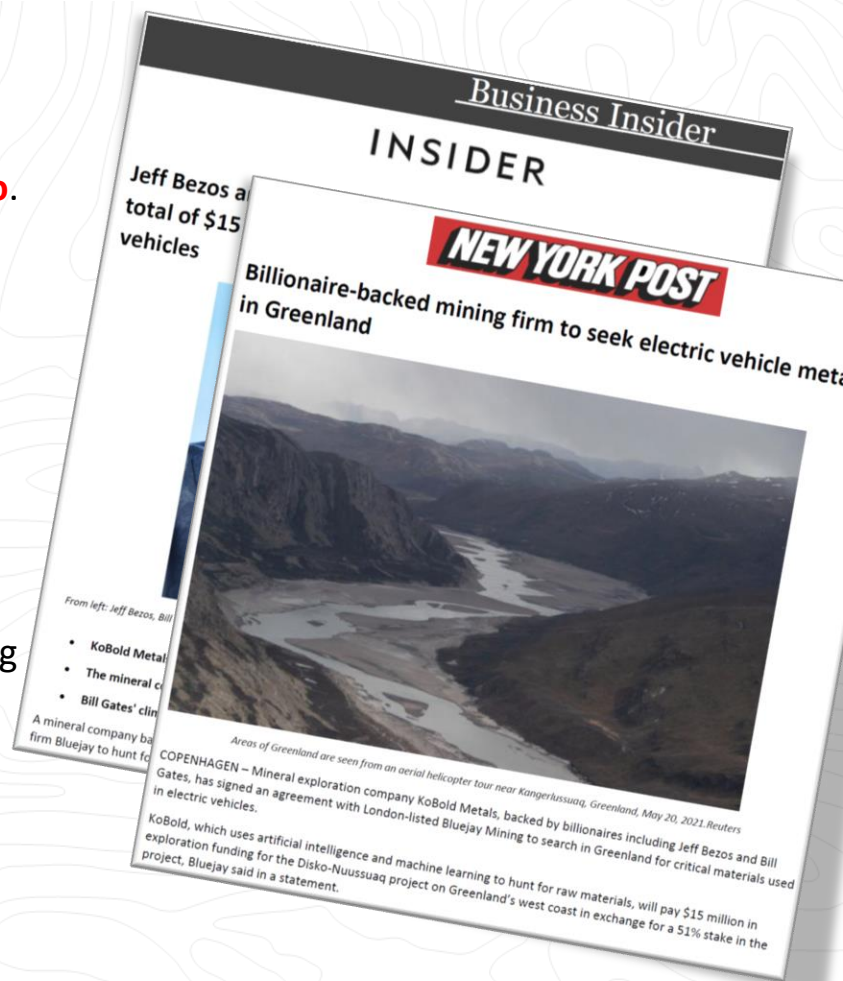 Business Insider
INSIDER
Jeff Bezos
total of $15
vehicles
From left: Jeff Bezos, Bill
• KoBold
• The mineral
• Bill Gates'
A mineral company
firm Bluejay to hunt
NEW YORK POST
Billionaire-backed mining firm to seek electric vehicle
in Greenland
Areas of Greenland are seen from an aerial helicopter tour near Kangerlussuaq, Greenland, May 20, 2021.Reuters
COPENHAGEN – Mineral exploration company KoBold Metals, backed by billionaires including Jeff Bezos and Bill
Gates, has signed an agreement with London-listed Bluejay Mining to search in Greenland for critical materials used
in electric vehicles.
KoBold, which uses artificial intelligence and machine learning to hunt for raw materials, will pay $15 million in
exploration funding for the Disko-Nuussuaq project on Greenland's west coast in exchange for a 51% stake in the
project, Bluejay said in a statement.